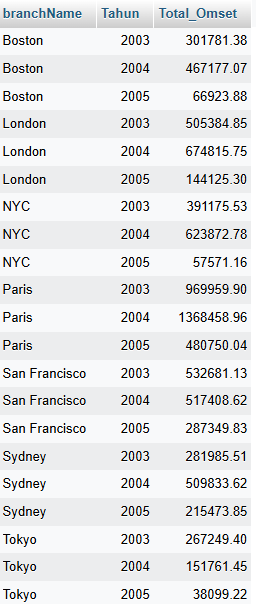 branchName Tahun Total_Omset
Boston 2003 301781.38
Boston 2004 467177.07
Boston 2005 66923.88
London 2003 505384.85
London 2004 674815.75
London 2005 144125.30
NYC 2003 391175.53
NYC 2004 623872.78
NYC 2005 57571.16
Paris 2003 969959.90
Paris 2004 1368458.96
Paris 2005 480750.04
San Francisco 2003 532681.13
San Francisco 2004 517408.62
San Francisco 2005 287349.83
Sydney 2003 281985.51
Sydney 2004 509833.62
Sydney 2005 215473.85
Tokyo 2003 267249.40
Tokyo 2004 151761.45
Tokyo 2005 38099.22